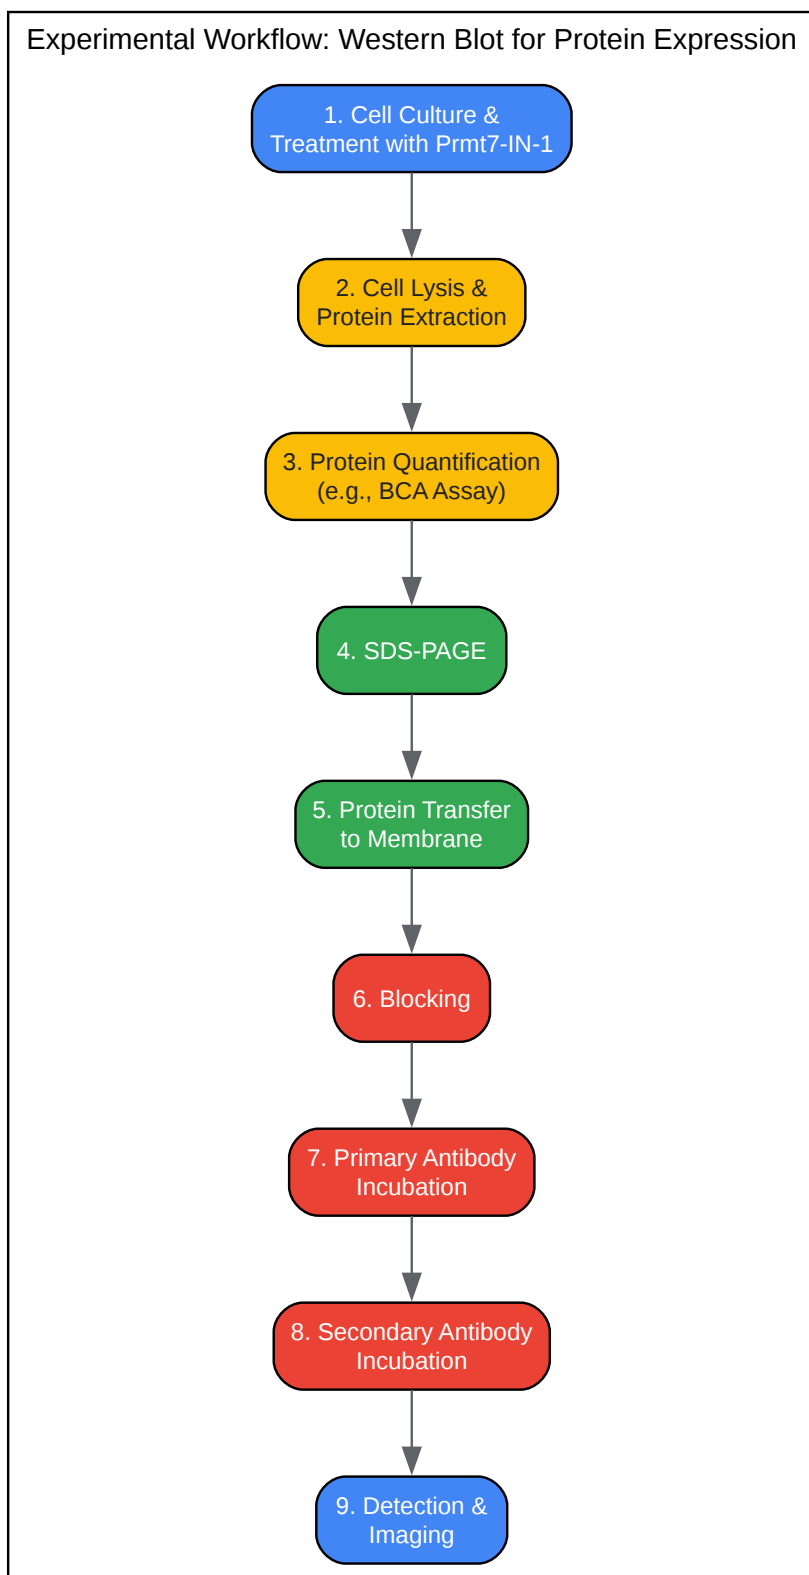 Experimental Workflow: Western Blot for Protein Expression
1. Cell Culture &
Treatment with Prmt7-IN-1
2. Cell Lysis &
Protein Extraction
3. Protein Quantification
(e.g., BCA Assay)
4. SDS-PAGE
5. Protein Transfer
to Membrane
6. Blocking
7. Primary Antibody
Incubation
8. Secondary Antibody
Incubation
9. Detection &
Imaging